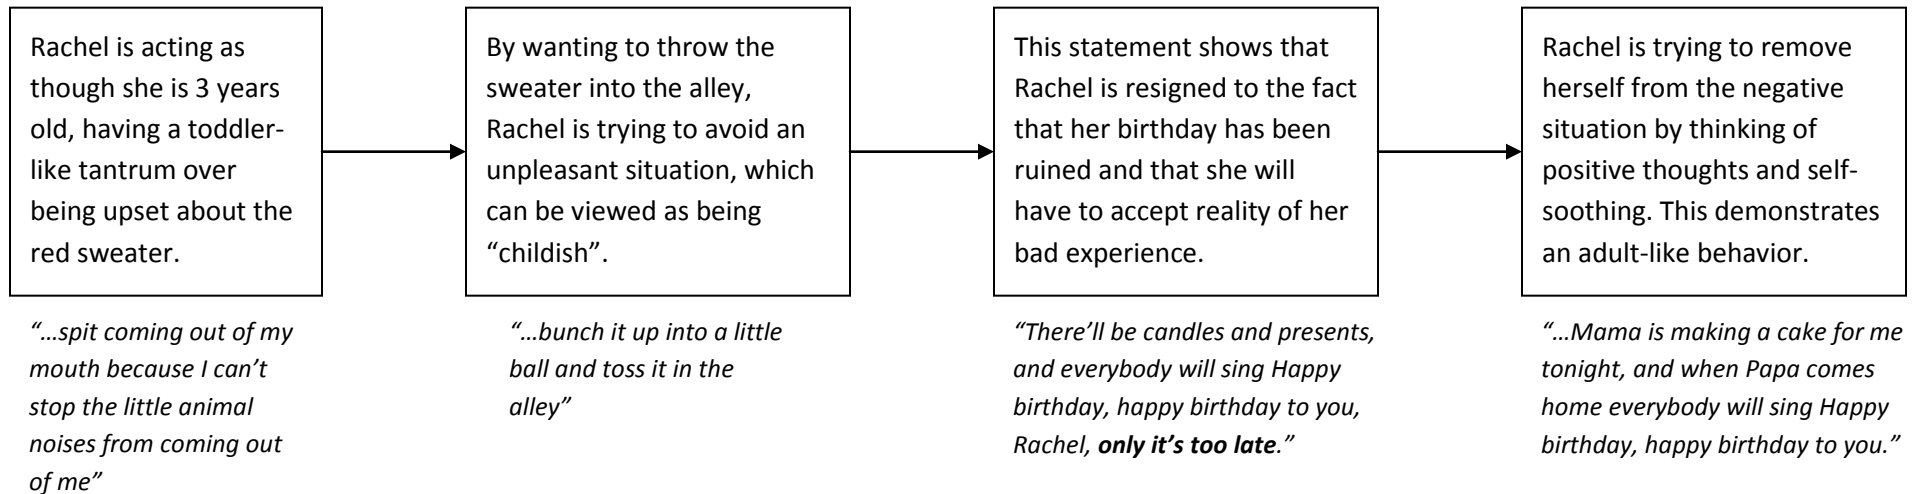 Rachel is acting as
though she is 3 years
old, having a toddler-
like tantrum over
being upset about the
red sweater.
By wanting to throw the
sweater into the alley,
Rachel is trying to avoid an
unpleasant situation, which
can be viewed as being
“childish”.
This statement shows that
Rachel is resigned to the fact
that her birthday has been
ruined and that she will
have to accept reality of her
bad experience.
Rachel is trying to remove
herself from the negative
situation by thinking of
positive thoughts and self-
soothing. This demonstrates
an adult-like behavior.
“…spit coming out of my
mouth because I can’t
stop the little animal
noises from coming out
of me”
“…bunch it up into a little
ball and toss it in the
alley”
“There’ll be candles and presents,
and everybody will sing Happy
birthday, happy birthday to you,
Rachel, only it’s too late.”
“…Mama is making a cake for me
tonight, and when Papa comes
home everybody will sing Happy
birthday, happy birthday to you.”